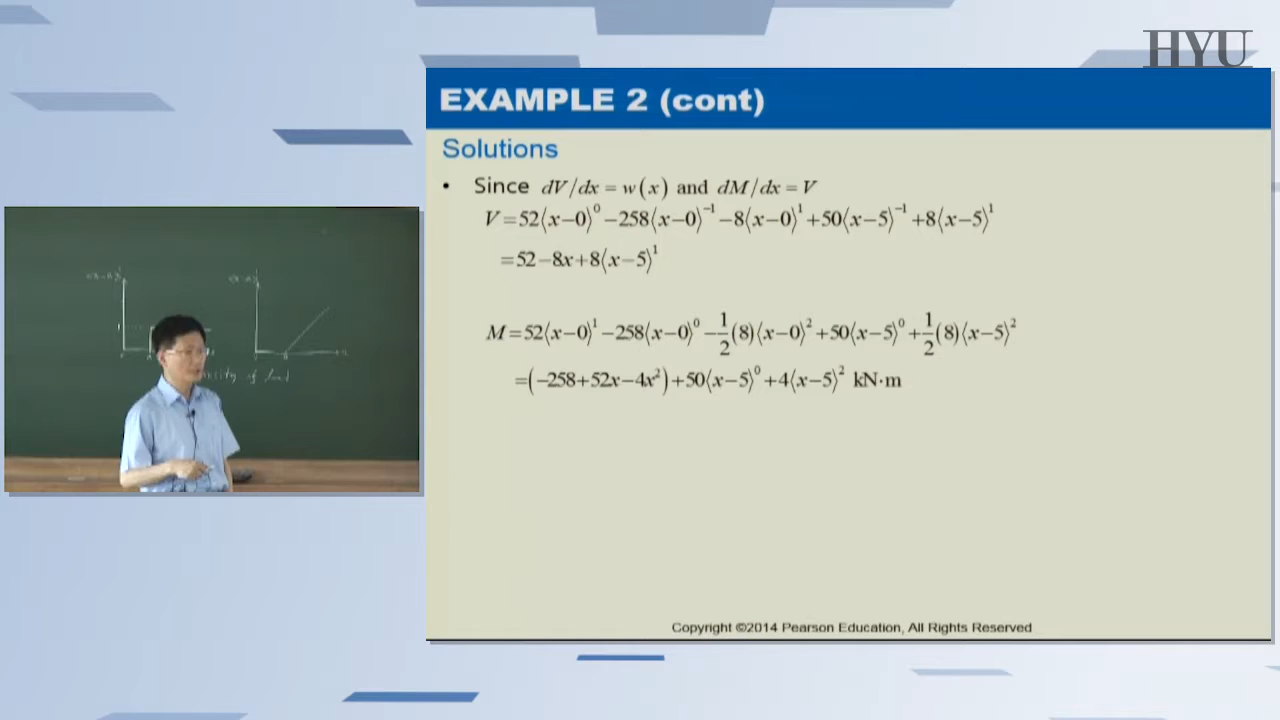 HYU
EXAMPLE 2 (cont)
Solutions
• Since dV/dx = w(x) and dM/dx = V
V = 52⟨x−0⟩⁰ − 258⟨x−0⟩⁻¹ − 8⟨x−0⟩¹ + 50⟨x−5⟩⁻¹ + 8⟨x−5⟩¹
= 52 − 8x + 8⟨x−5⟩¹
M = 52⟨x−0⟩¹ − 258⟨x−0⟩⁰ − 1/2(8)⟨x−0⟩² + 50⟨x−5⟩⁰ + 1/2(8)⟨x−5⟩²
= (−258 + 52x − 4x²) + 50⟨x−5⟩⁰ + 4⟨x−5⟩² kN·m
of load
Copyright ©2014 Pearson Education, All Rights Reserved